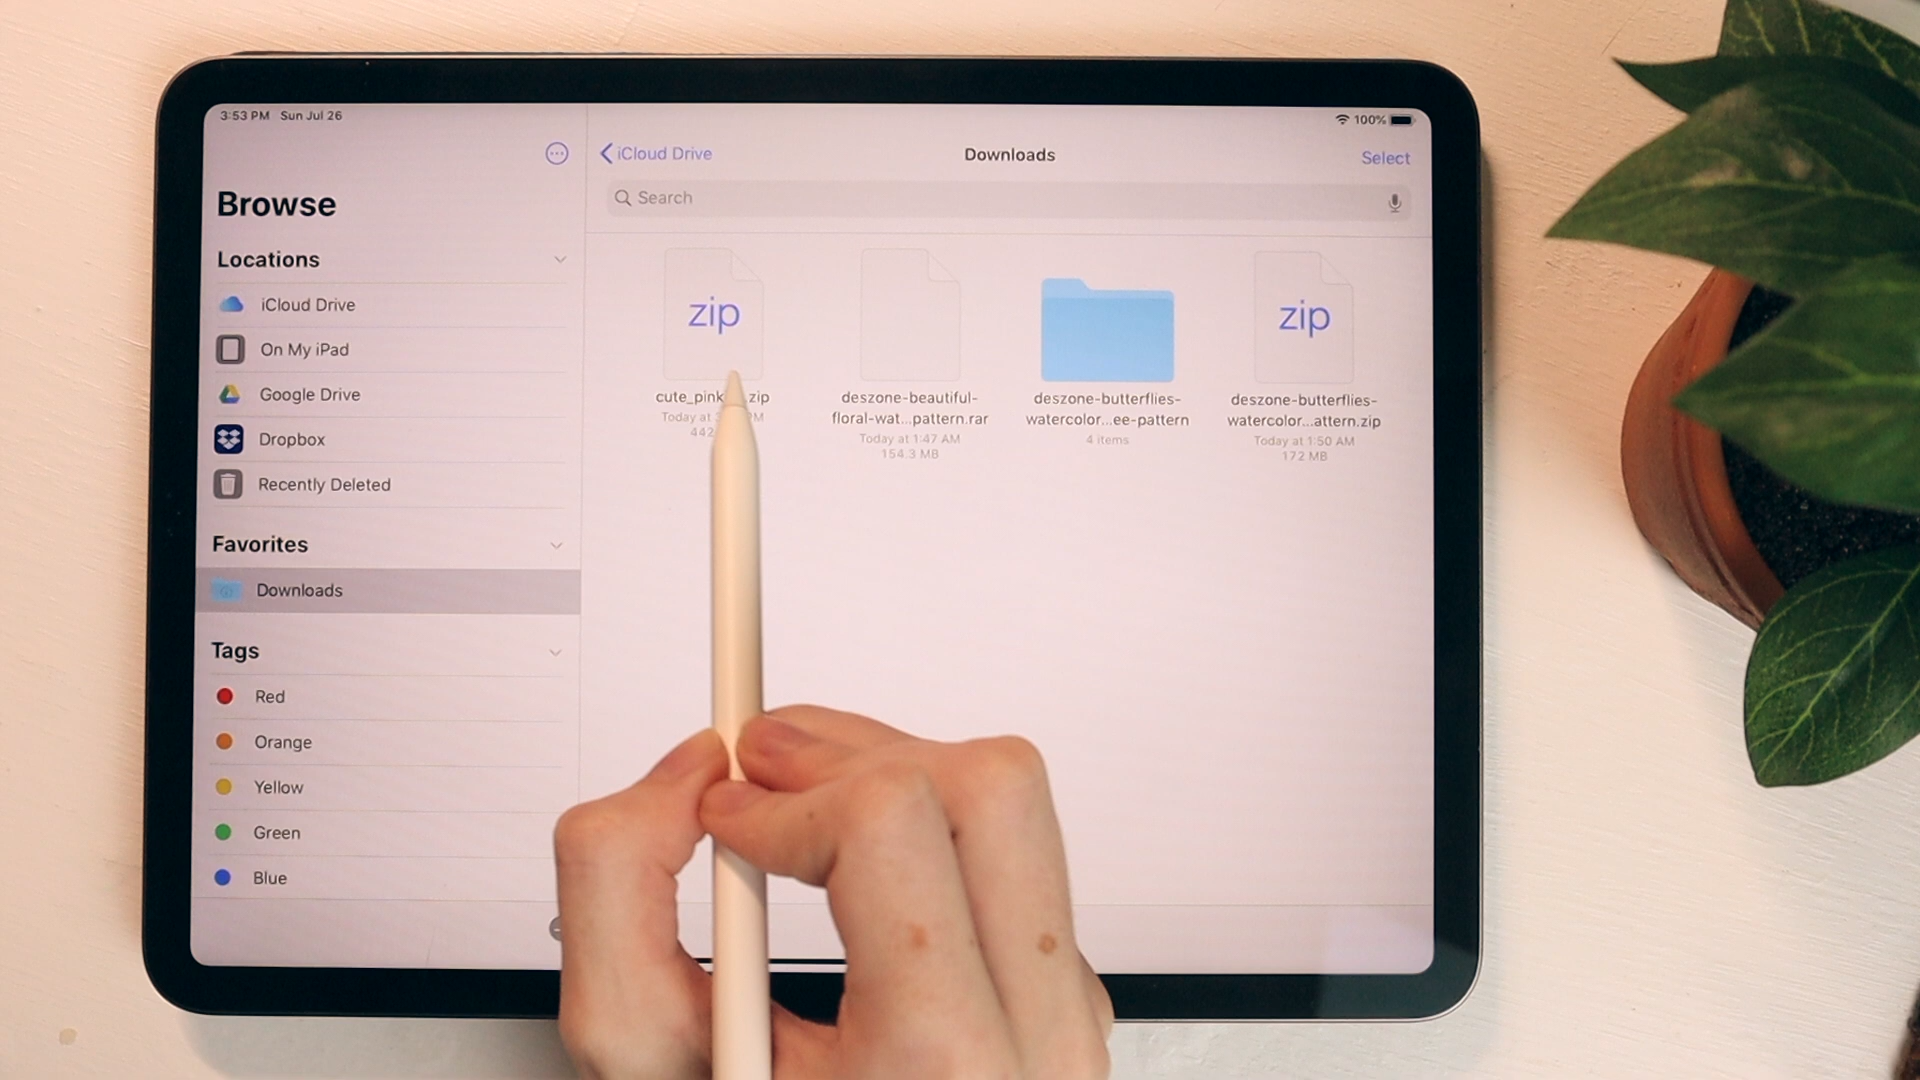 3:53 PM Sun Jul 26
100%
Browse
Locations
iCloud Drive
On My iPad
Google Drive
Dropbox
Recently Deleted
Favorites
Downloads
Tags
Red
Orange
Yellow
Green
Blue
iCloud Drive
Downloads
Select
Search
zip
cute_pink
zip
Today at
PM
442
deszone-beautiful-
floral-wat...pattern.rar
Today at 1:47 AM
154.3 MB
deszone-butterflies-
watercolor...ee-pattern
4 items
zip
deszone-butterflies-
watercolor...attern.zip
Today at 1:50 AM
172 MB